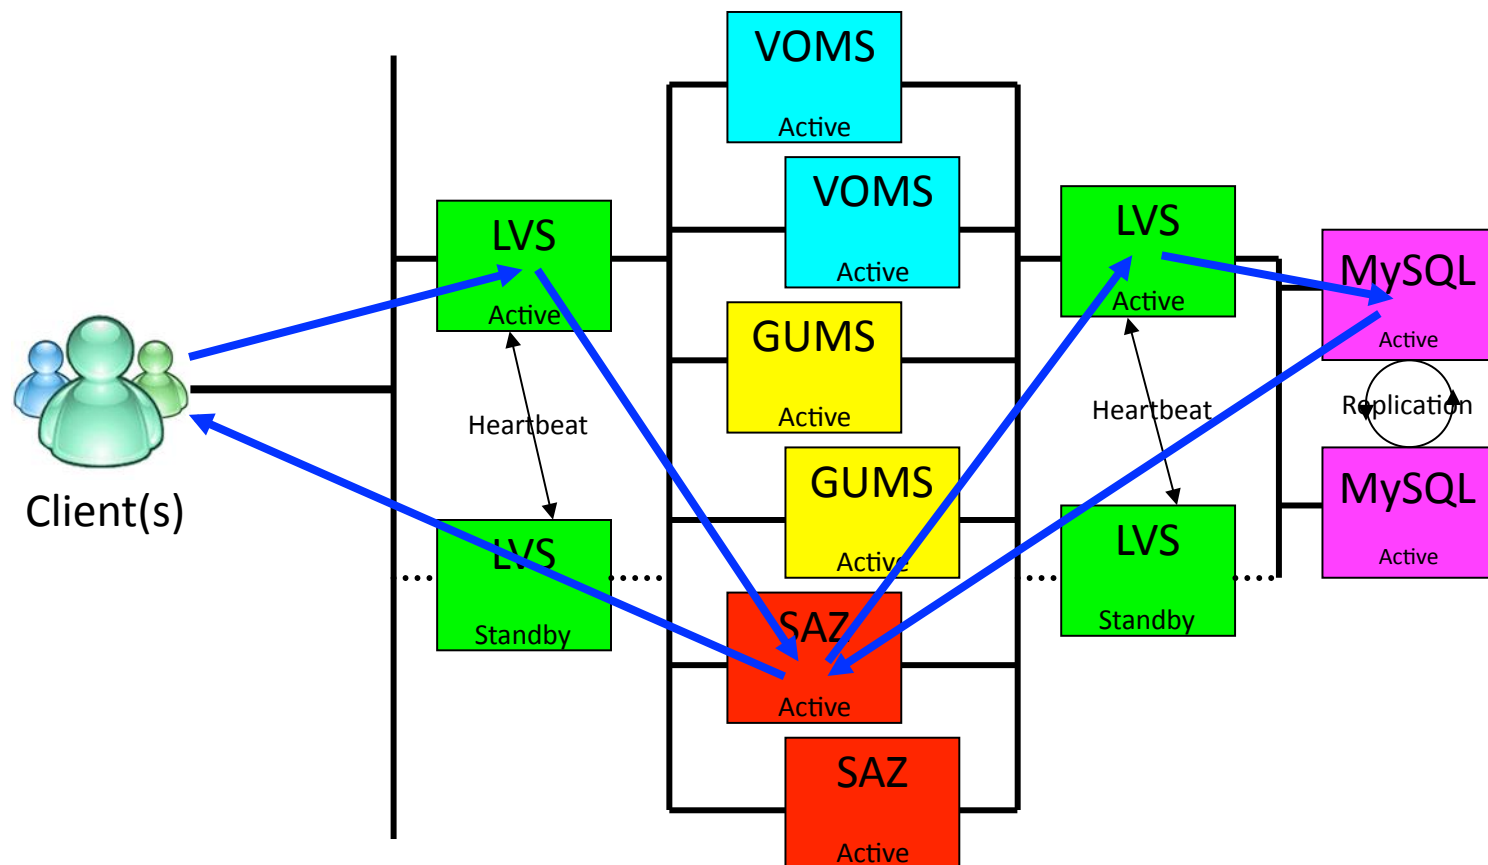 VOMS
Active
VOMS
Active
LVS
Active
LVS
Active
MySQL
Active
GUMS
Active
Heartbeat
Heartbeat
Replication
GUMS
Active
MySQL
Active
Client(s)
LVS
Standby
LVS
Standby
SAZ
Active
SAZ
Active